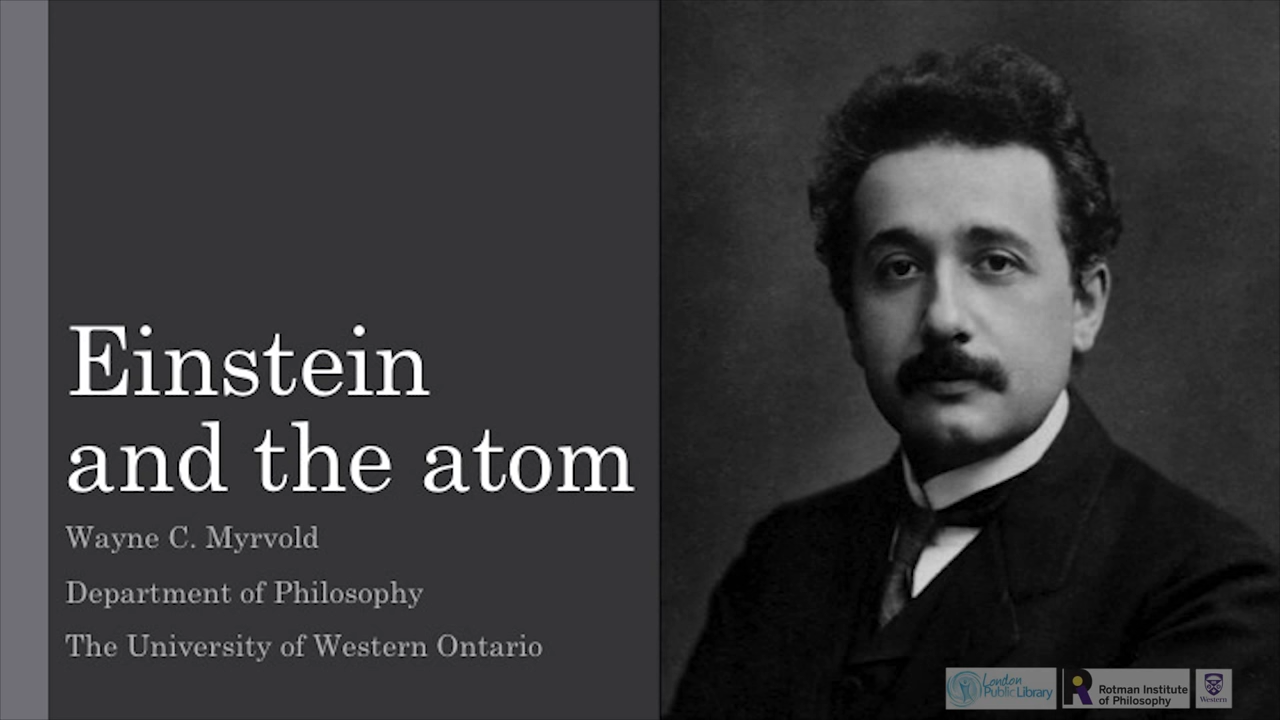 Einstein
and the atom
Wayne C. Myrvold
Department of Philosophy
The University of Western Ontario
London
Public Library
Rotman Institute
of Philosophy
Western